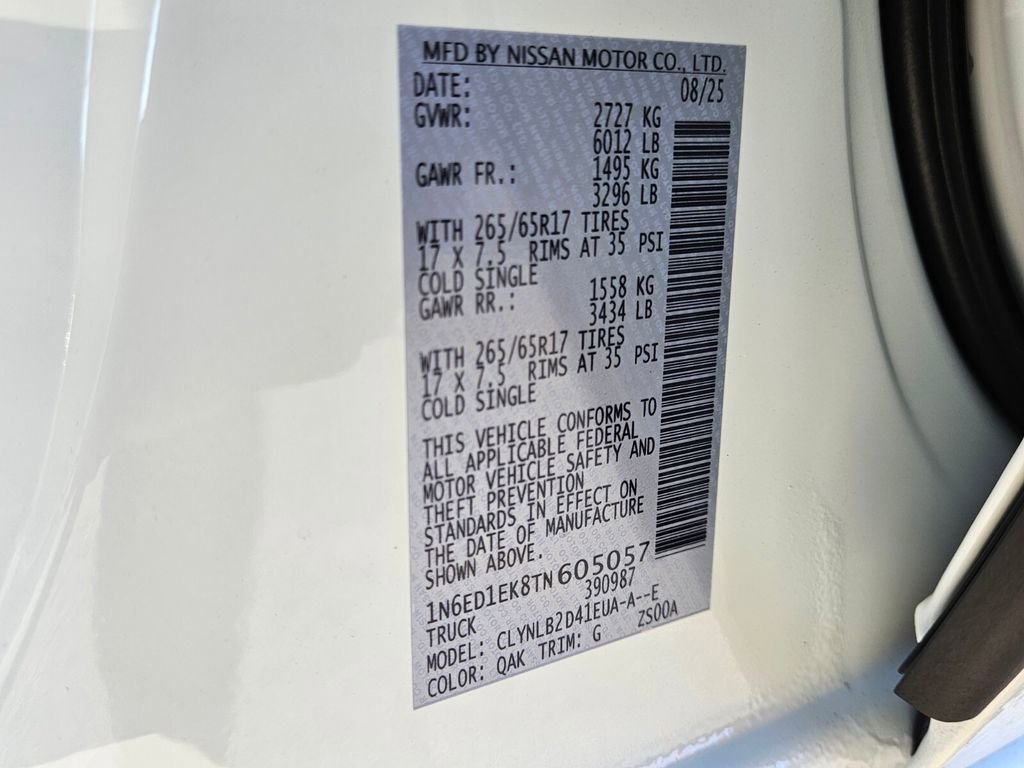 MFD BY NISSAN MOTOR CO., LTD.
DATE: 08/25
GVWR: 2727 KG
6012 LB
GAWR FR.: 1495 KG
3296 LB
WITH 265/65R17 TIRES
17 X 7.5 RIMS AT 35 PSI
COLD SINGLE
GAWR RR.: 1558 KG
3434 LB
WITH 265/65R17 TIRES
17 X 7.5 RIMS AT 35 PSI
COLD SINGLE
THIS VEHICLE CONFORMS TO
ALL APPLICABLE FEDERAL
MOTOR VEHICLE SAFETY AND
THEFT PREVENTION
STANDARDS IN EFFECT ON
THE DATE OF MANUFACTURE
SHOWN ABOVE.
1N6ED1EK8TN605057
TRUCK 390987
MODEL: CLYNLB2D41EUA-A--E
COLOR: QAK TRIM: G ZS00A